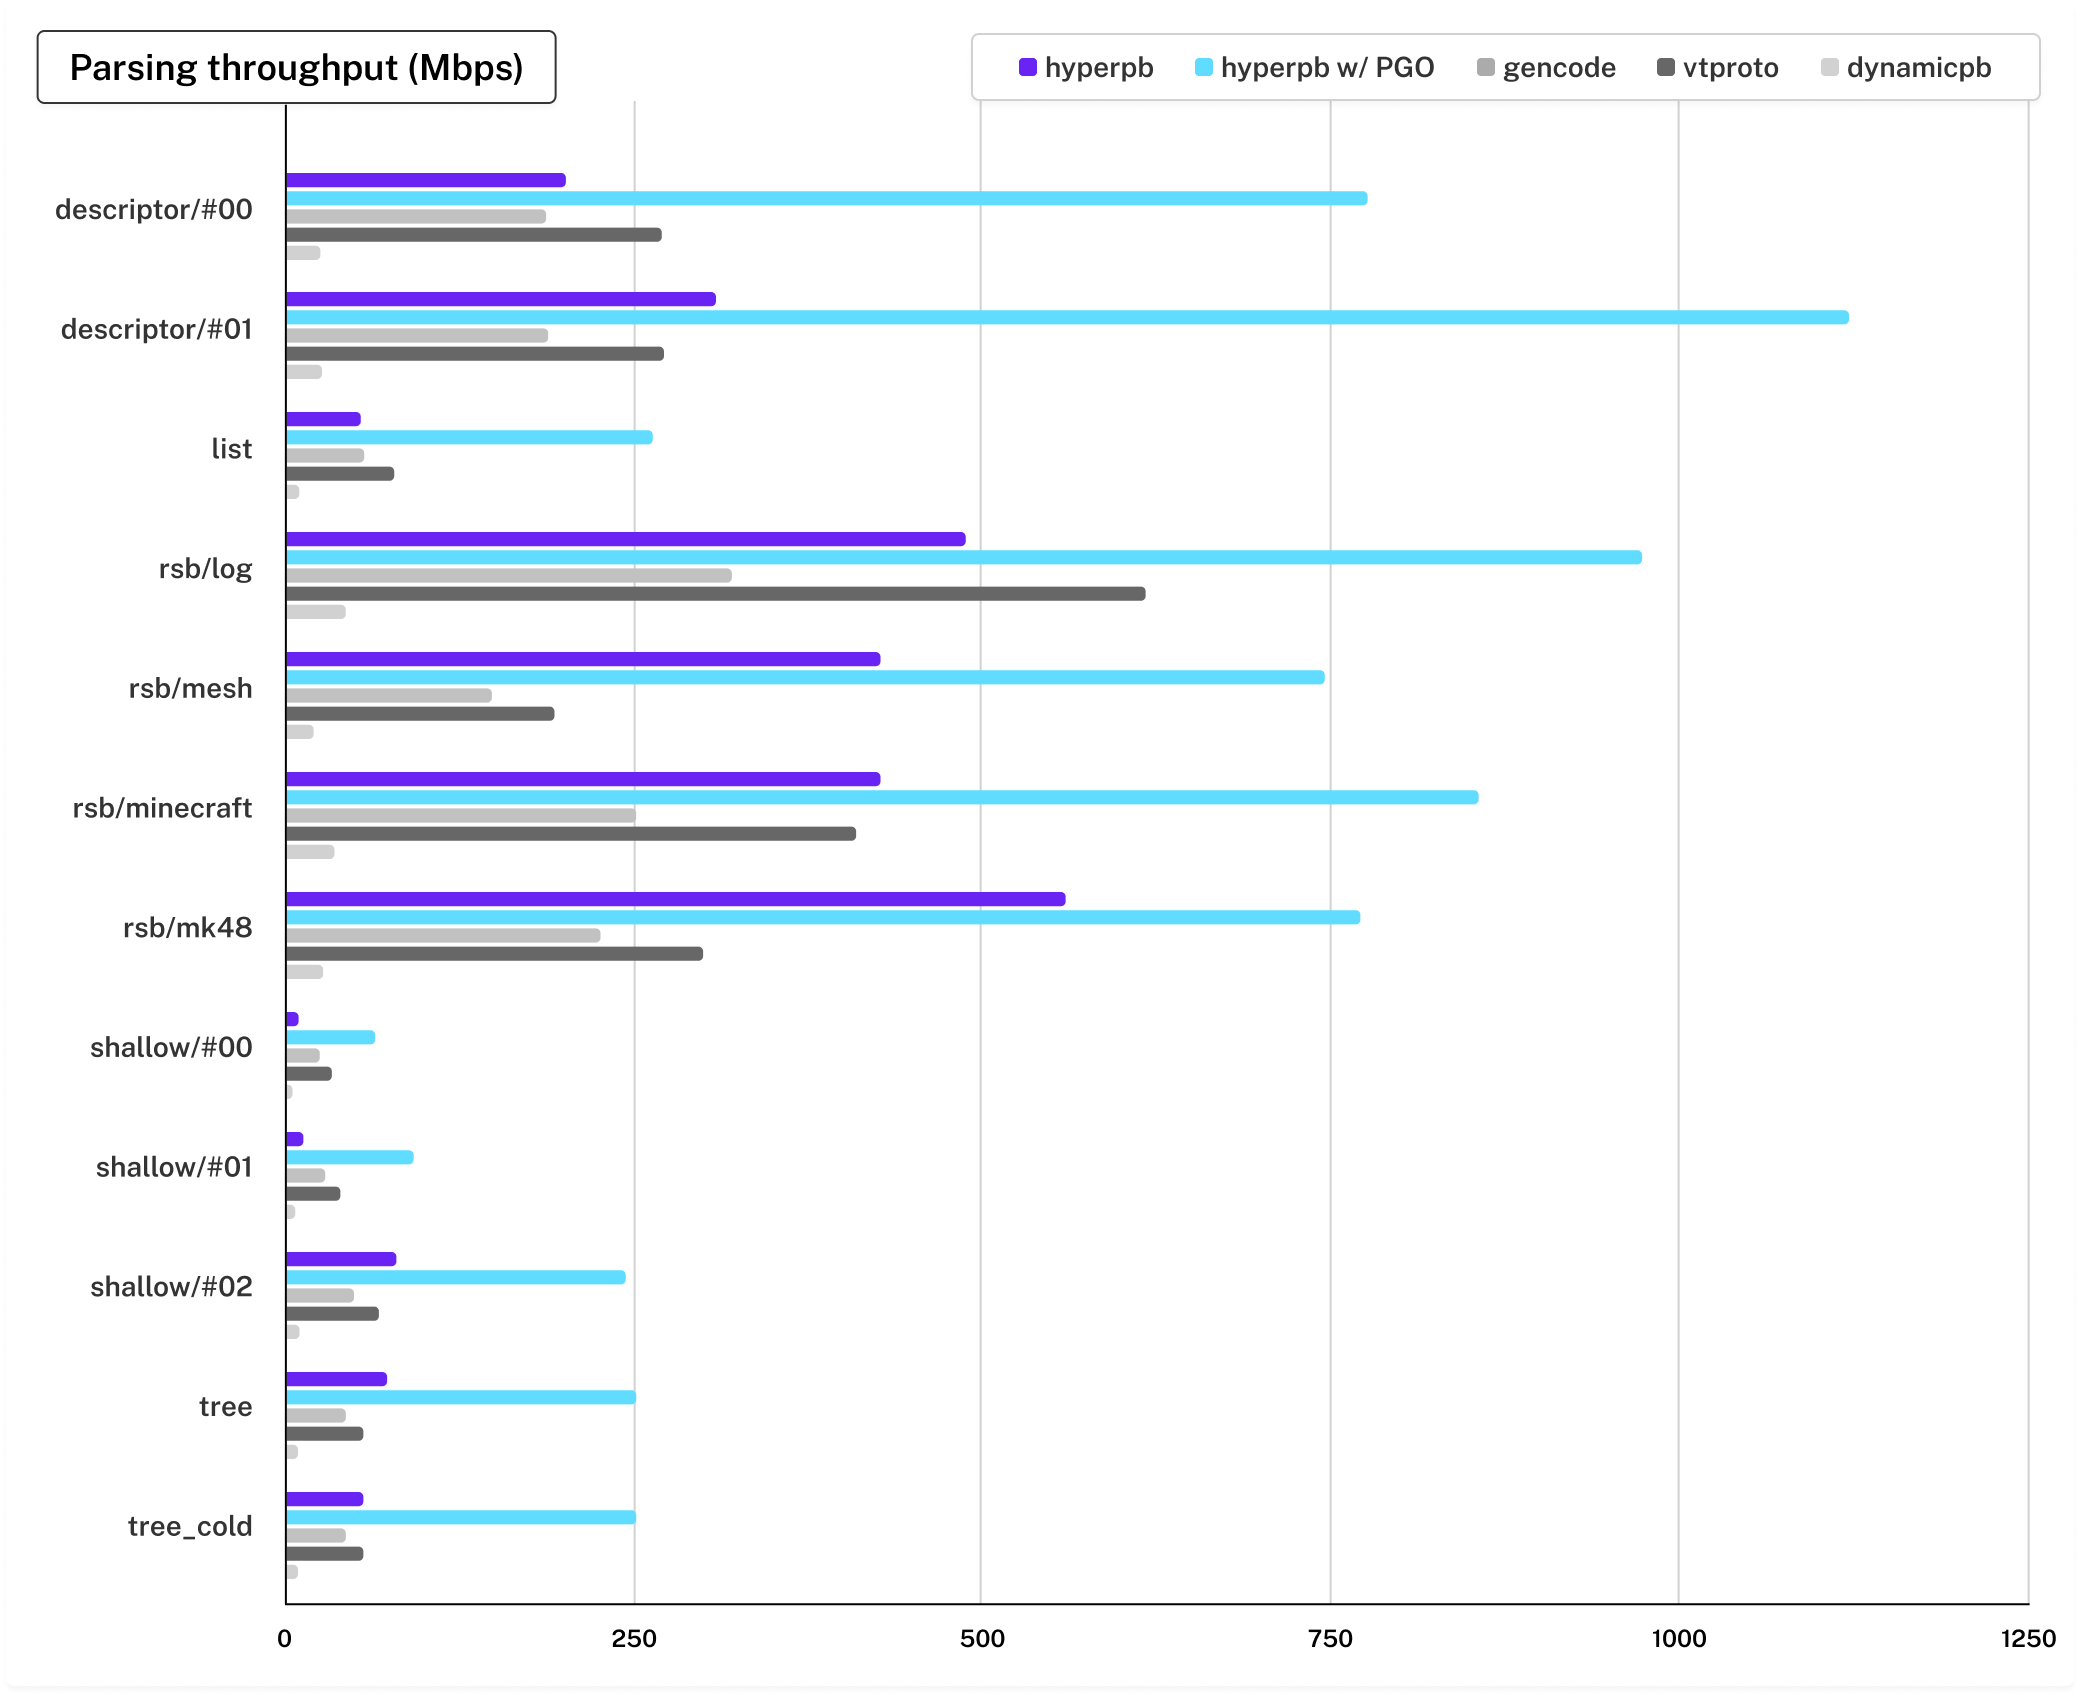 Parsing throughput (Mbps)
hyperpb
hyperpb w/ PGO
gencode
vtproto
dynamicpb
descriptor/#00
descriptor/#01
list
rsb/log
rsb/mesh
rsb/minecraft
rsb/mk48
shallow/#00
shallow/#01
shallow/#02
tree
tree_cold
0 250 500 750 1000 1250